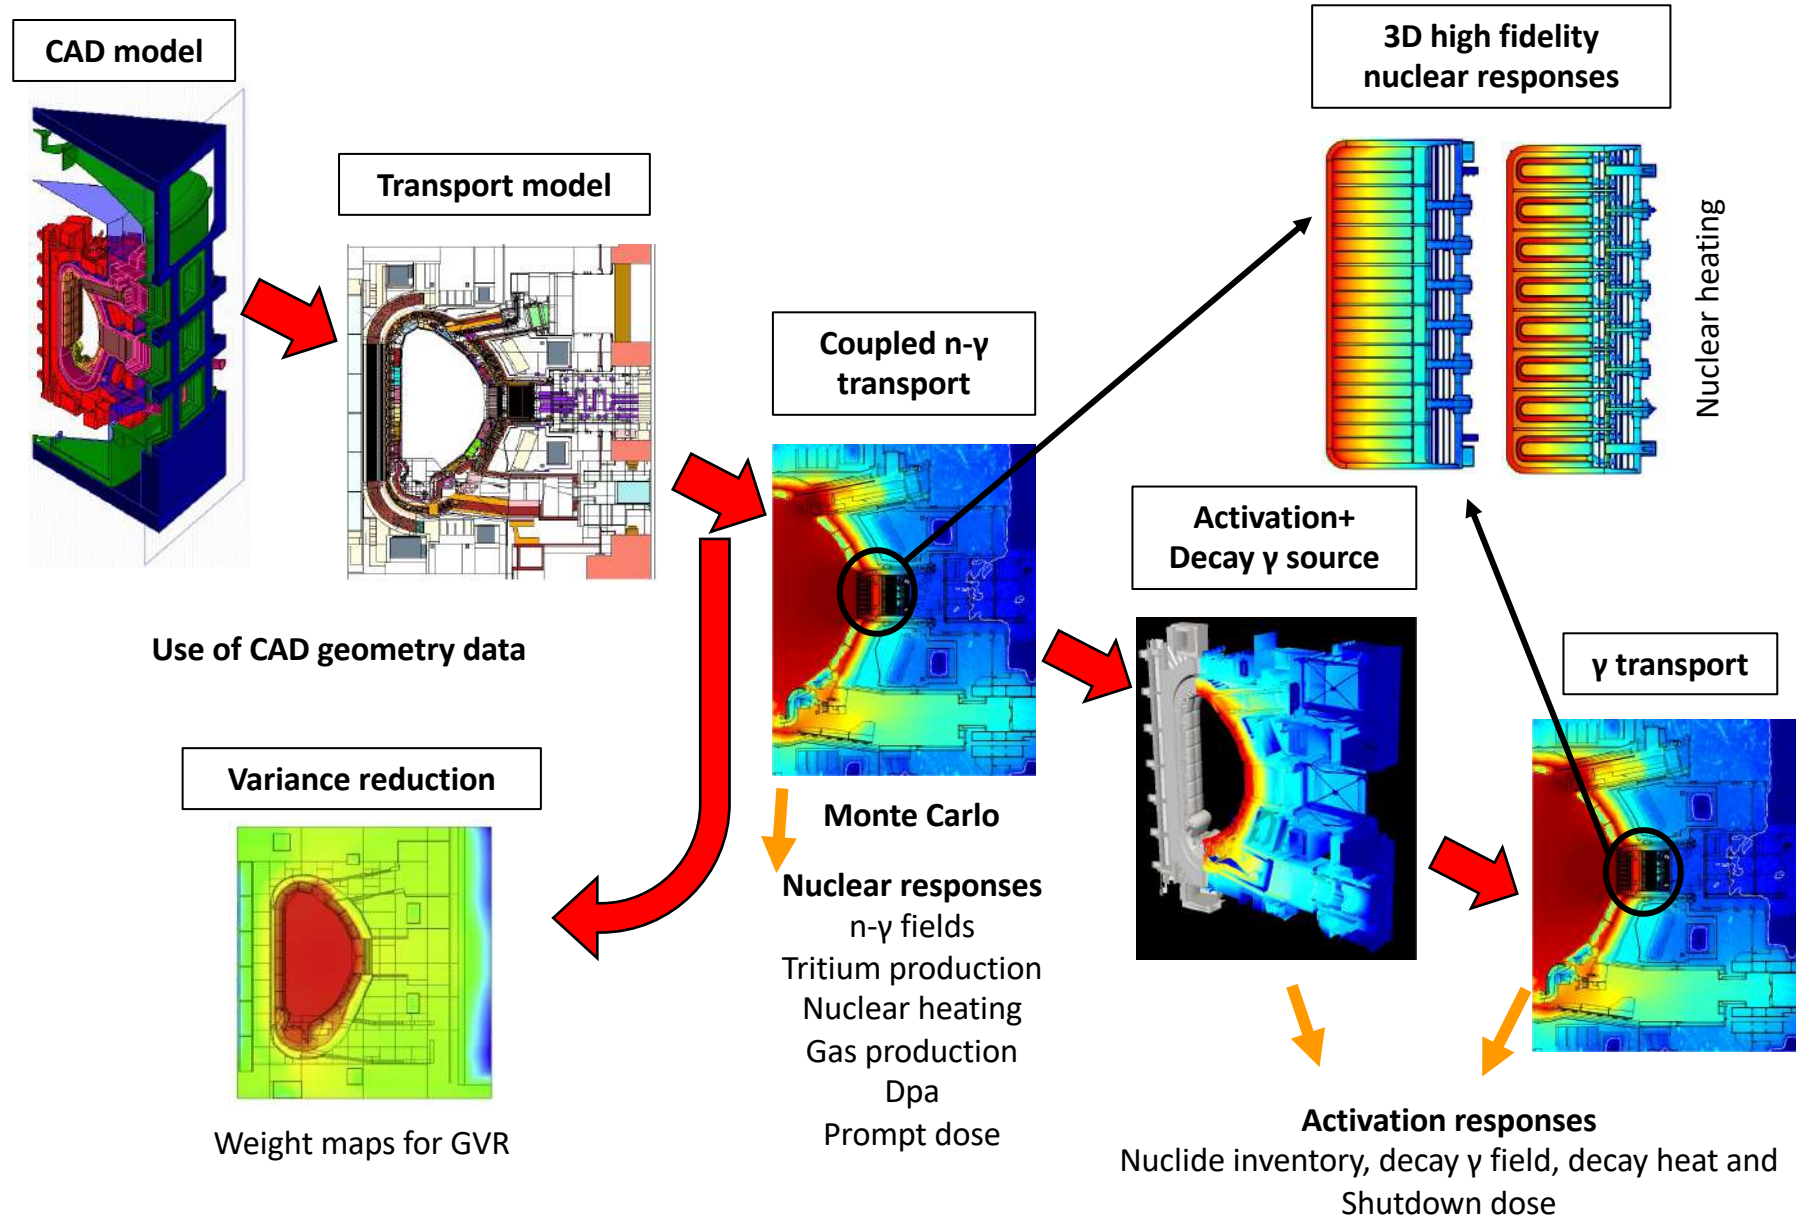 CAD model
Transport model
Use of CAD geometry data
Variance reduction
Weight maps for GVR
Coupled n-γ
transport
Monte Carlo
Nuclear responses
n-γ fields
Tritium production
Nuclear heating
Gas production
Dpa
Prompt dose
3D high fidelity
nuclear responses
Nuclear heating
Activation+
Decay γ source
γ transport
Activation responses
Nuclide inventory, decay γ field, decay heat and
Shutdown dose